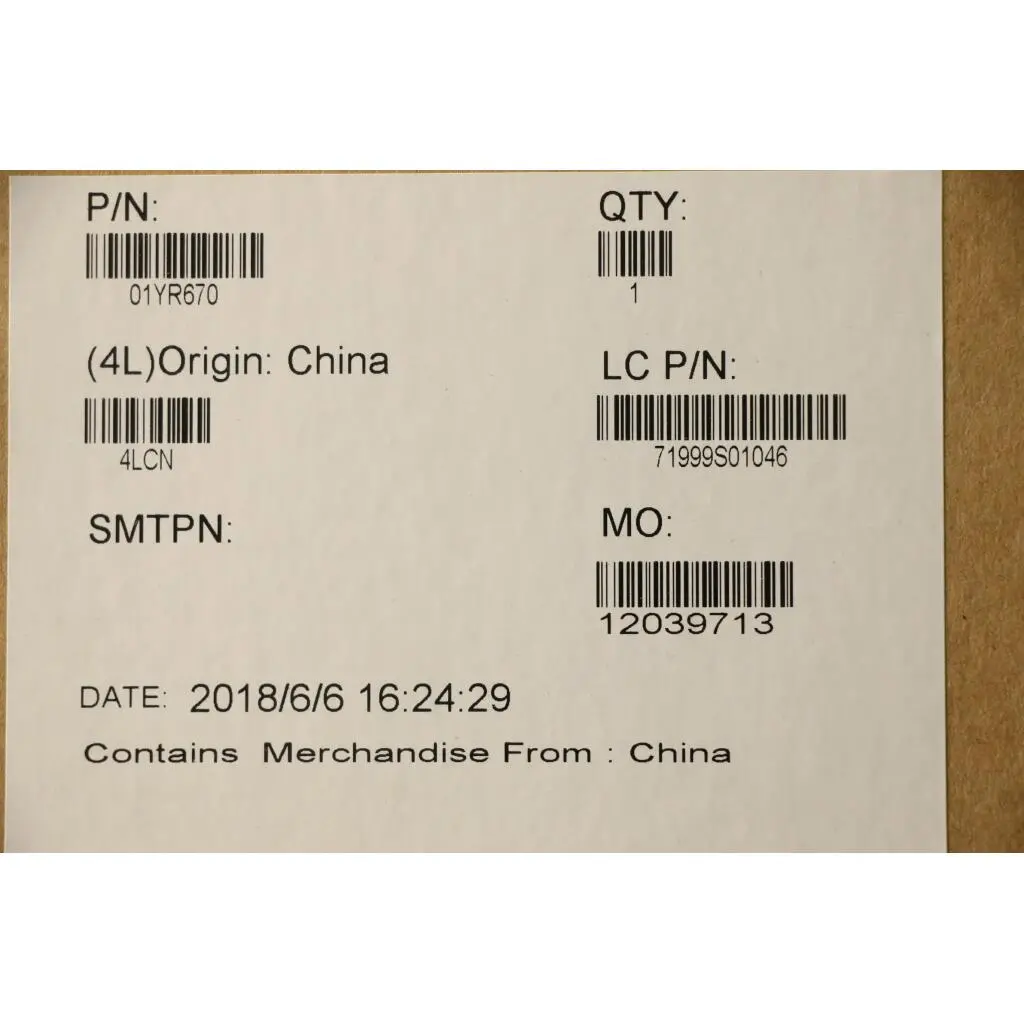 P/N:
01YR670
QTY:
1
(4L)Origin: China
4LCN
LC P/N:
71999S01046
SMTPN:
MO:
12039713
DATE: 2018/6/6 16:24:29
Contains Merchandise From : China